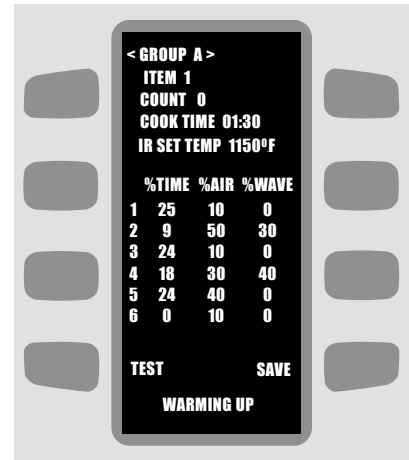 < GROUP A >
ITEM 1
COUNT 0
COOK TIME 01:30
IR SET TEMP 1150ºF
%TIME %AIR %WAVE
1 25 10 0
2 9 50 30
3 24 10 0
4 18 30 40
5 24 40 0
6 0 10 0
TEST SAVE
WARMING UP